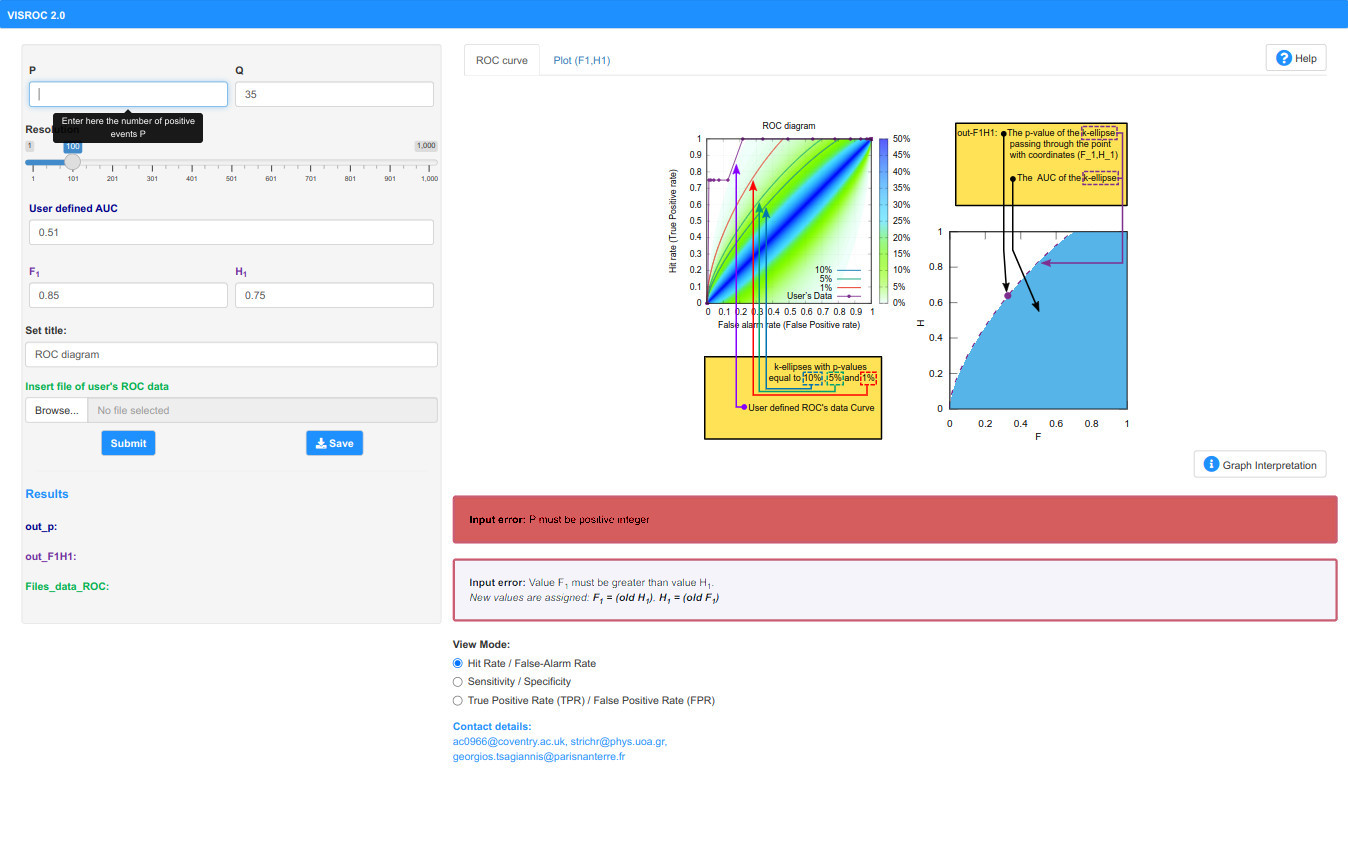 VISROC 2.0
P
Q
35
Enter here the number of positive
events P
Resolution
1
100
1,000
1 101 201 301 401 501 601 701 801 901 1,000
User defined AUC
0.51
F1
H1
0.85
0.75
Set title:
ROC diagram
Insert file of user's ROC data
Browse...
No file selected
Submit
Save
Results
out_p:
out_F1H1:
Files_data_ROC:
ROC curve
Plot (F1,H1)
Help
ROC diagram
Hit rate (True Positive rate)
1
0.9
0.8
0.7
0.6
0.5
0.4
0.3
0.2
0.1
0
10%
5%
1%
User's Data
0 0.1 0.2 0.3 0.4 0.5 0.6 0.7 0.8 0.9 1
False alarm rate (False Positive rate)
50%
45%
40%
35%
30%
25%
20%
15%
10%
5%
0%
k-ellipses with p-values
equal to 10% 5% and 1%
User defined ROC's data Curve
out-F1H1: The p-value of the k-ellipse
passing through the point
with coordinates (F_1,H_1)
The AUC of the k-ellipse
H
1
0.8
0.6
0.4
0.2
0
0 0.2 0.4 0.6 0.8 1
F
Graph Interpretation
Input error: P must be positive integer
Input error: Value F1 must be greater than value H1.
New values are assigned: F1 = (old H1). H1 = (old F1)
View Mode:
Hit Rate / False-Alarm Rate
Sensitivity / Specificity
True Positive Rate (TPR) / False Positive Rate (FPR)
Contact details:
ac0966@coventry.ac.uk, strichr@phys.uoa.gr,
georgios.tsagiannis@parisnanterre.fr